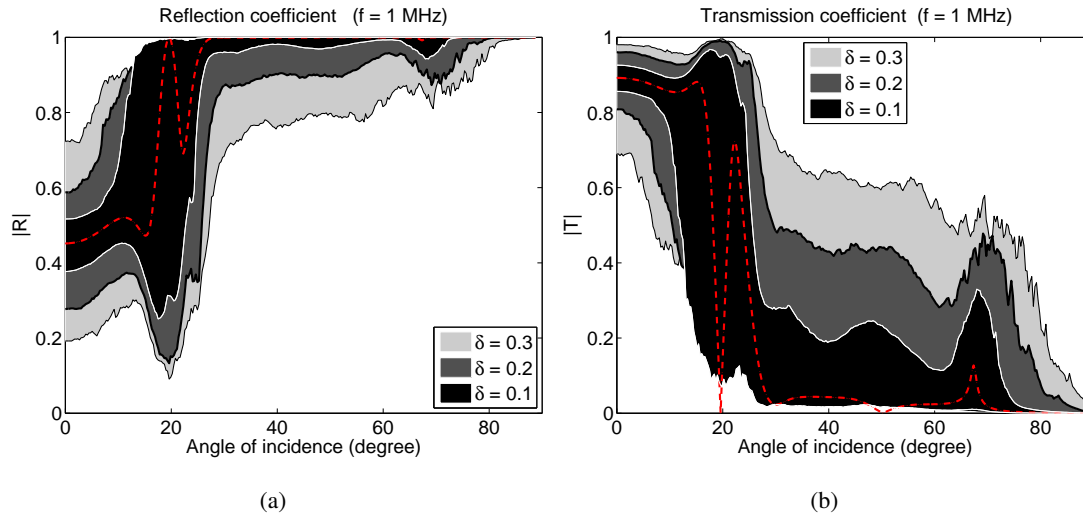 Reflection coefficient (f = 1 MHz)
|R|
1
0.8
0.6
0.4
0.2
0
0 20 40 60 80
Angle of incidence (degree)
δ = 0.3
δ = 0.2
δ = 0.1
(a)
Transmission coefficient (f = 1 MHz)
|T|
1
0.8
0.6
0.4
0.2
0
0 20 40 60 80
Angle of incidence (degree)
δ = 0.3
δ = 0.2
δ = 0.1
(b)